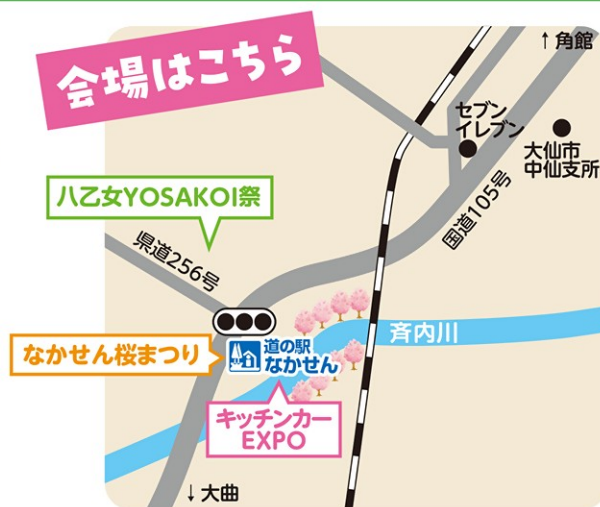 会場はこちら
↑角館
セブン
イレブン
大仙市
中仙支所
八乙女YOSAKOI祭
国道105号
県道256号
斉内川
なかせん桜まつり
道の駅
なかせん
キッチンカー
EXPO
↓大曲